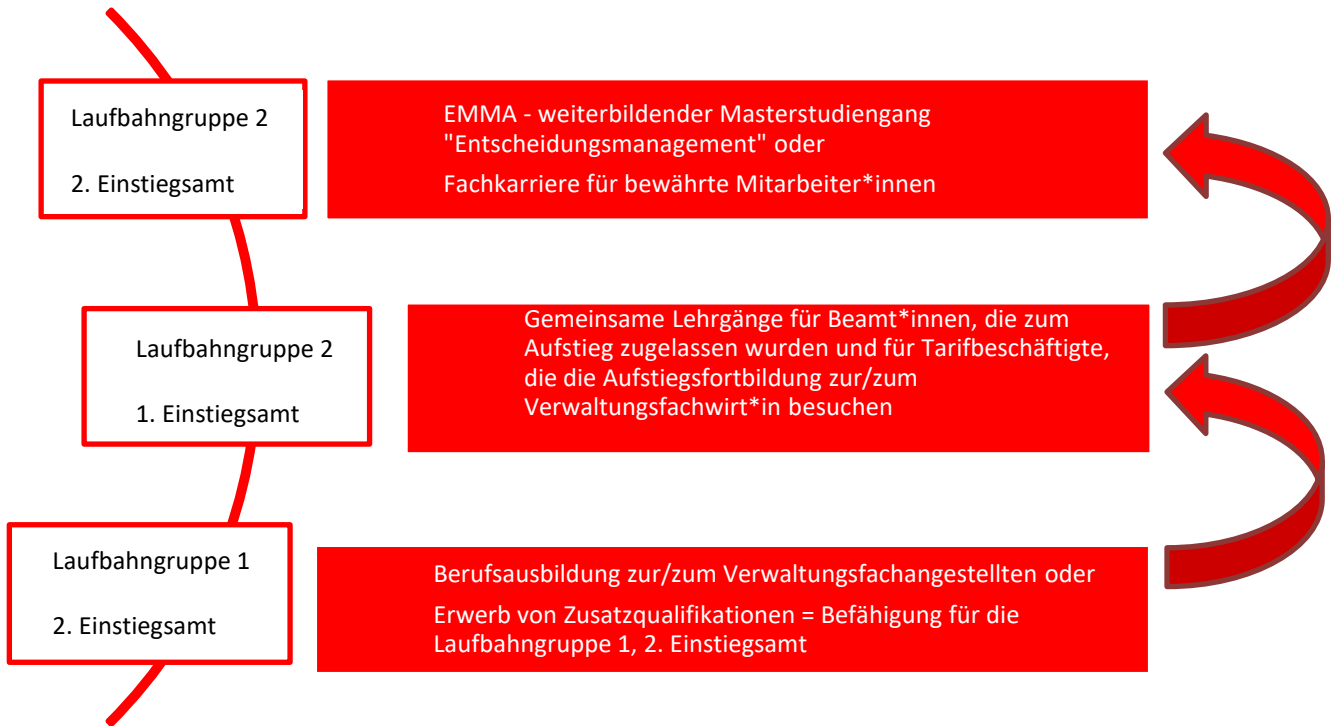 Laufbahngruppe 2
2. Einstiegsamt
EMMA - weiterbildender Masterstudiengang
"Entscheidungsmanagement" oder
Fachkarriere für bewährte Mitarbeiter*innen
Laufbahngruppe 2
1. Einstiegsamt
Gemeinsame Lehrgänge für Beamt*innen, die zum
Aufstieg zugelassen wurden und für Tarifbeschäftigte,
die die Aufstiegsfortbildung zur/zum
Verwaltungsfachwirt*in besuchen
Laufbahngruppe 1
2. Einstiegsamt
Berufsausbildung zur/zum Verwaltungsfachangestellten oder
Erwerb von Zusatzqualifikationen = Befähigung für die
Laufbahngruppe 1, 2. Einstiegsamt